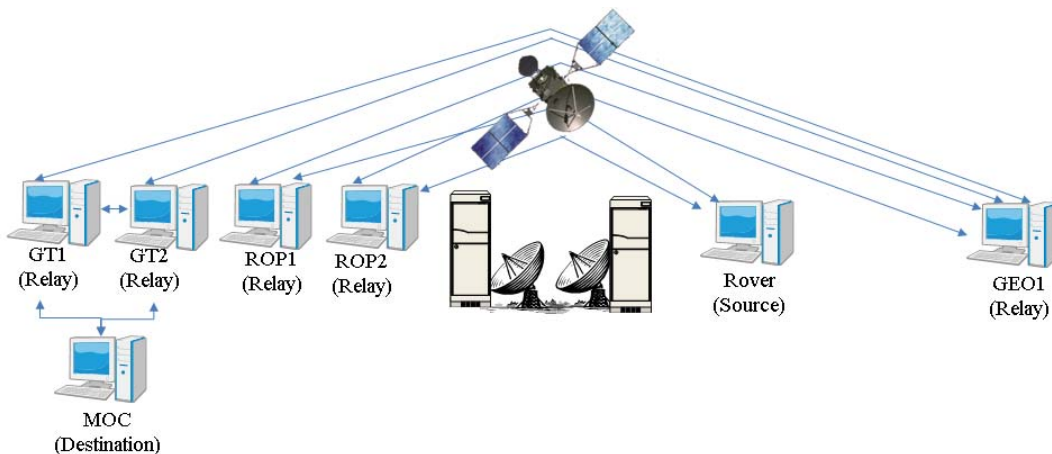 GT1
(Relay)
GT2
(Relay)
ROP1
(Relay)
ROP2
(Relay)
Rover
(Source)
GEO1
(Relay)
MOC
(Destination)